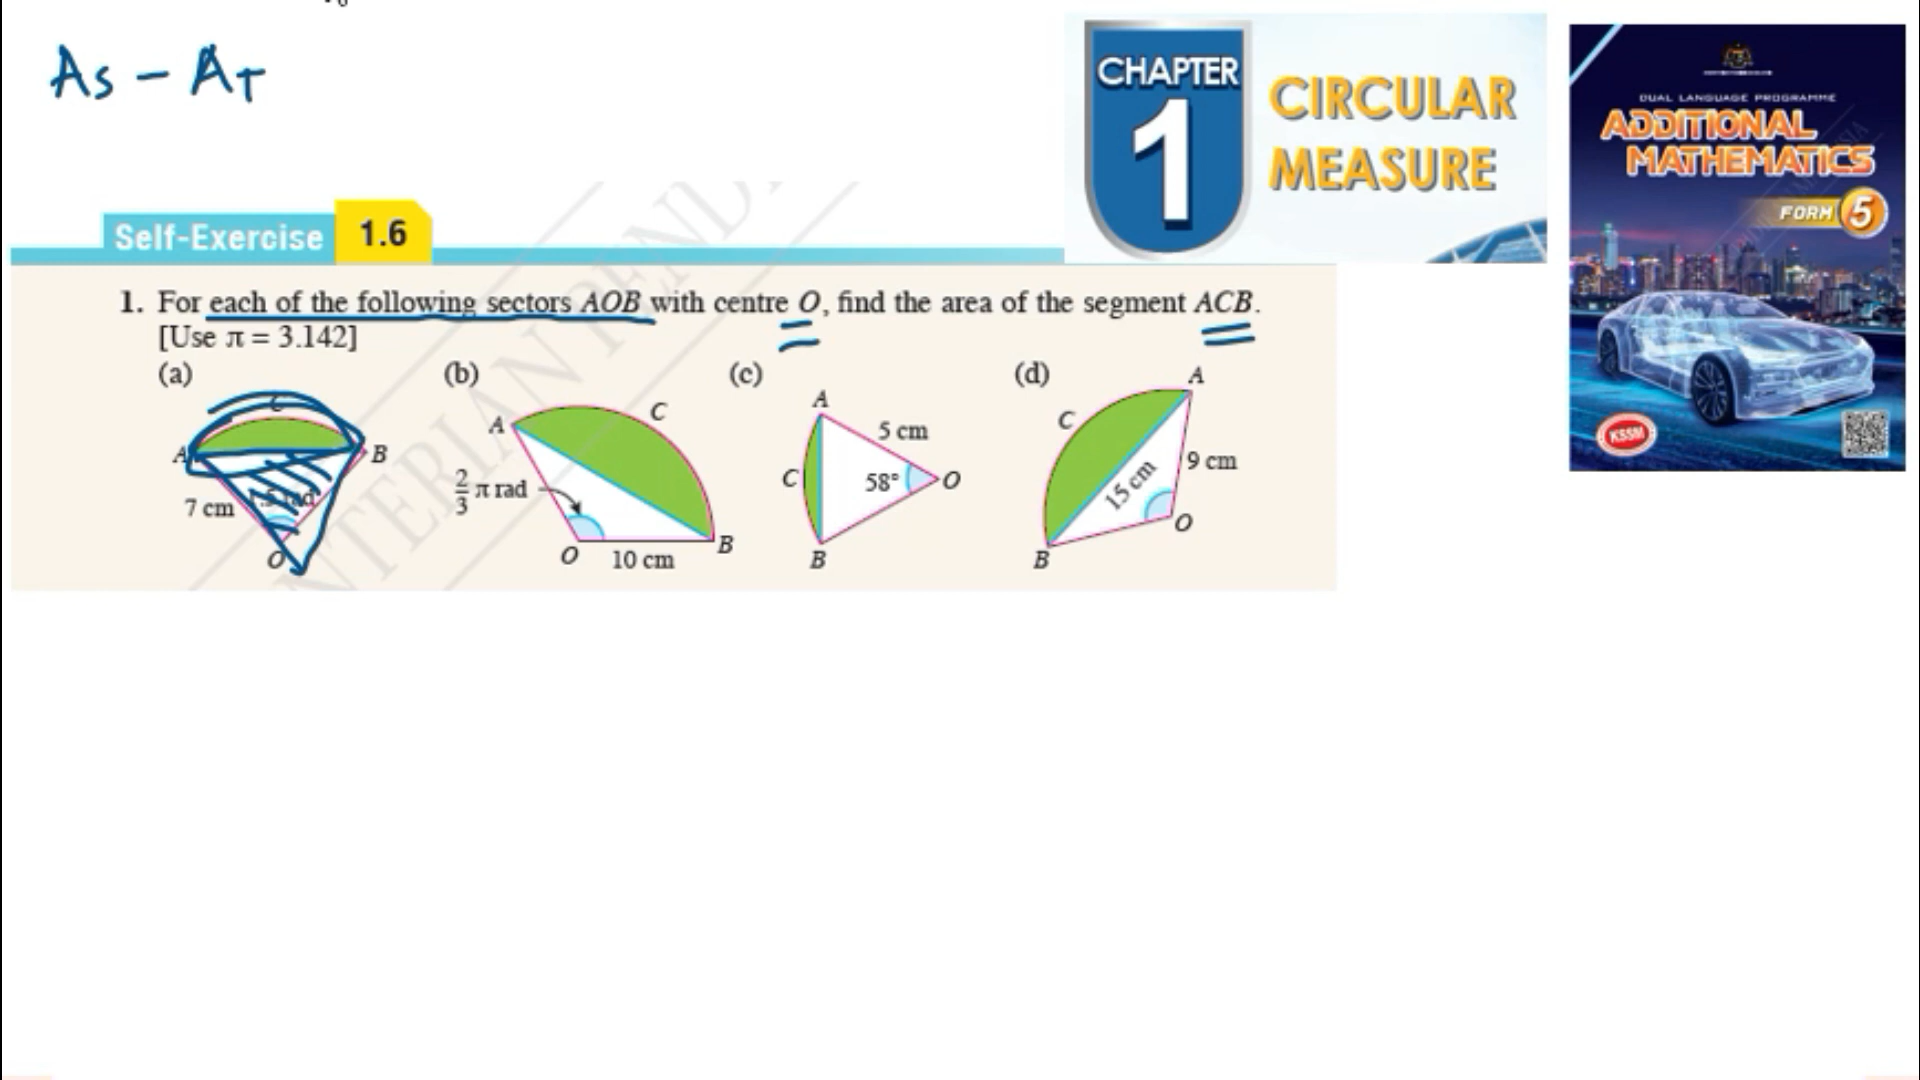 As - AT
CHAPTER
1
CIRCULAR
MEASURE
DUAL LANGUAGE PROGRAMME
ADDITIONAL
MATHEMATICS
FORM 5
KSSM
Self-Exercise 1.6
1. For each of the following sectors AOB with centre O, find the area of the segment ACB.
[Use π = 3.142]
(a)
C
A
B
7 cm
O
(b)
A
C
2/3 π rad
O
10 cm
B
(c)
A
5 cm
C
58°
O
B
(d)
A
C
9 cm
15 cm
O
B